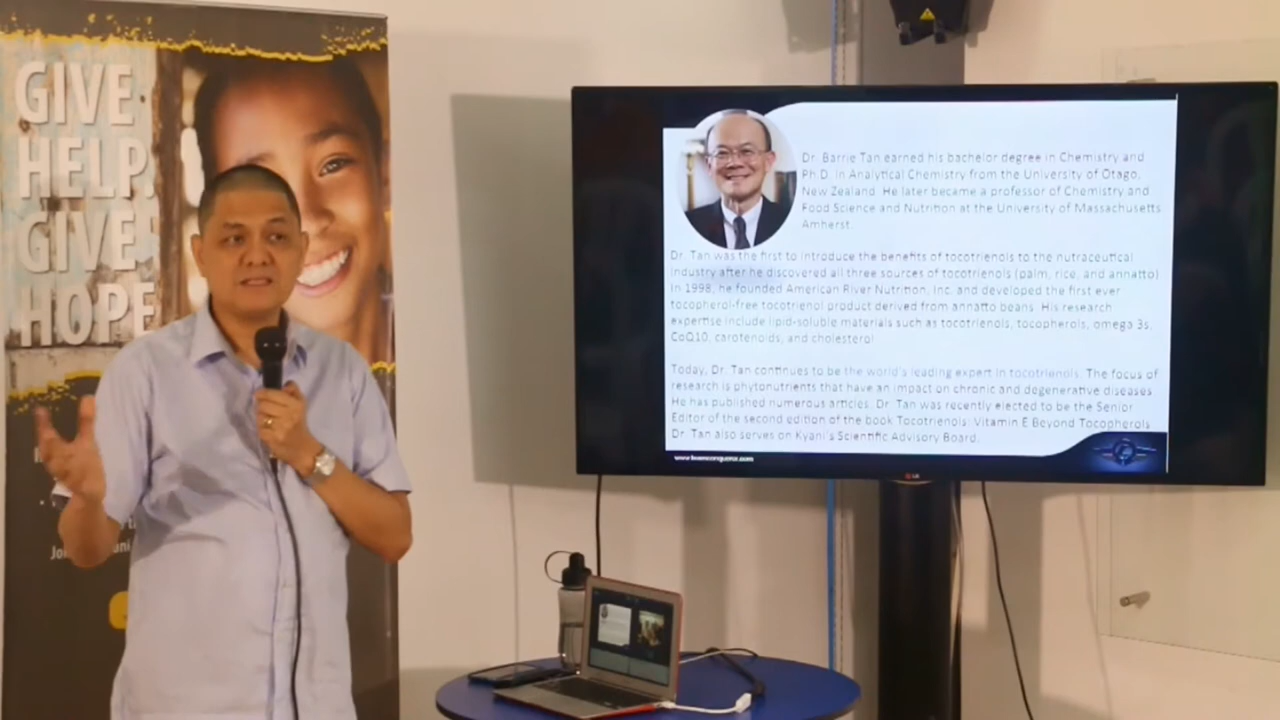 GIVE
HELP.
GIVE
HOPE
Dr. Barrie Tan earned his bachelor degree in Chemistry and
Ph.D. in Analytical Chemistry from the University of Otago,
New Zealand. He later became a professor of Chemistry and
Food Science and Nutrition at the University of Massachusetts
Amherst.
Dr. Tan was the first to introduce the benefits of tocotrienols to the nutraceutical
industry after he discovered all three sources of tocotrienols (palm, rice, and annatto)
In 1998, he founded American River Nutrition, Inc. and developed the first ever
tocopherol-free tocotrienol product derived from annatto beans. His research
expertise include lipid-soluble materials such as tocotrienols, tocopherols, omega 3s,
CoQ10, carotenoids, and cholesterol
Today, Dr. Tan continues to be the world's leading expert in tocotrienols. The focus of
research is phytonutrients that have an impact on chronic and degenerative diseases
He has published numerous articles. Dr. Tan was recently elected to be the Senior
Editor of the second edition of the book Tocotrienols: Vitamin E Beyond Tocopherols
Dr. Tan also serves on Kyani's Scientific Advisory Board.
www.teamconqueror.com
LG